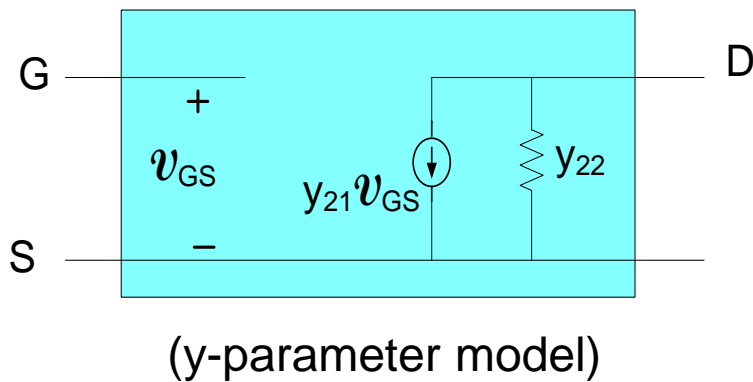 G
D
+
𝒗GS
y21𝒗GS
y22
−
S
(y-parameter model)